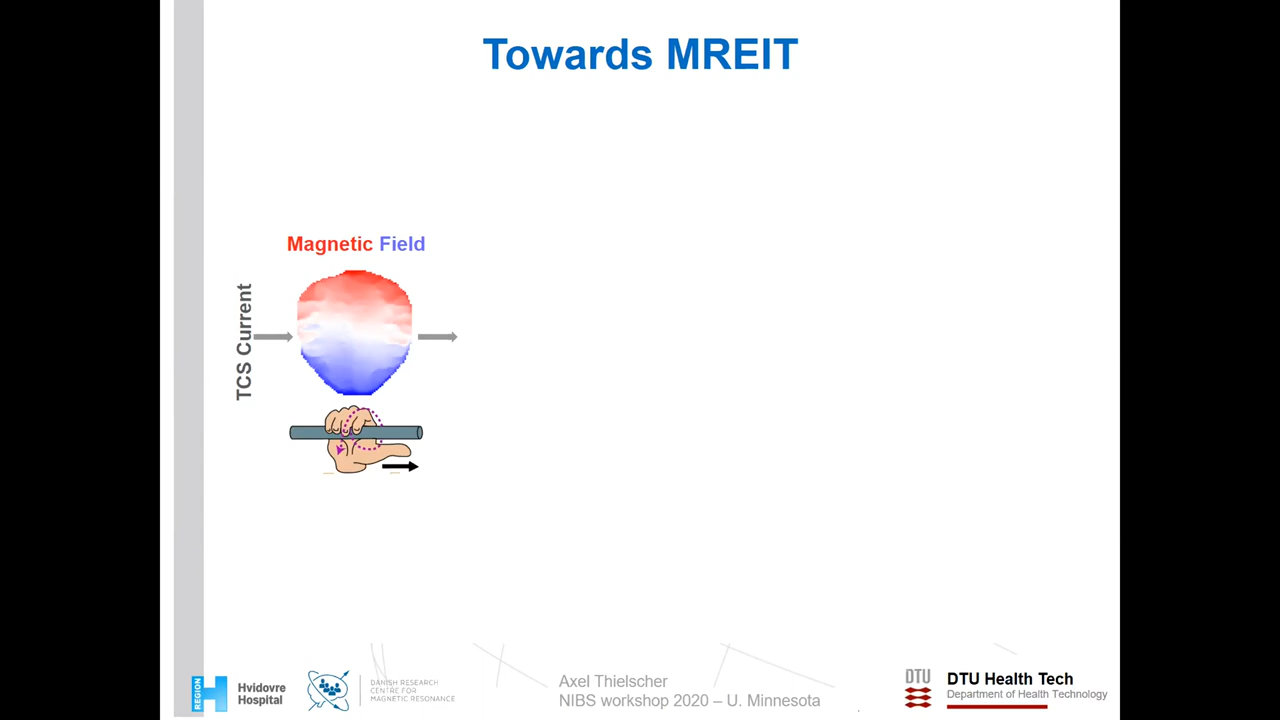 Towards MREIT
Magnetic Field
TCS Current
REGION
Hvidovre
Hospital
DANISH RESEARCH
CENTRE FOR
MAGNETIC RESONANCE
Axel Thielscher
NIBS workshop 2020 – U. Minnesota
DTU
DTU Health Tech
Department of Health Technology